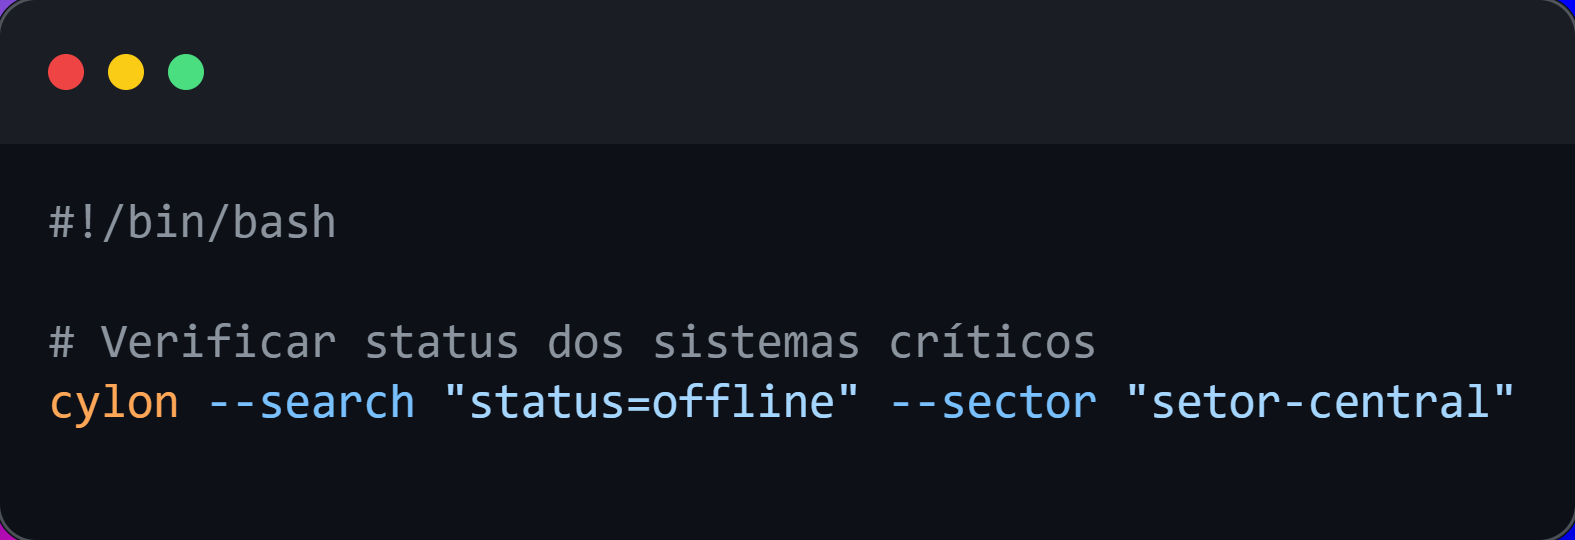 #!/bin/bash
# Verificar status dos sistemas críticos
cylon --search "status=offline" --sector "setor-central"